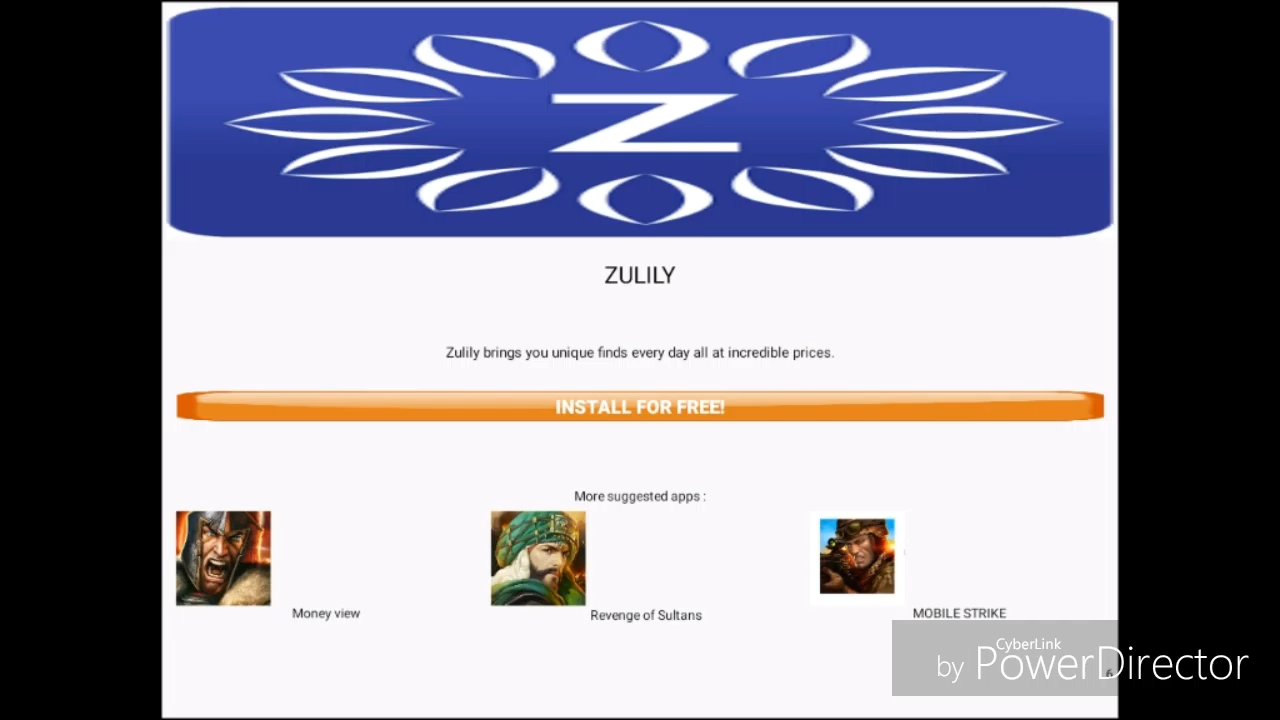 Z
ZULILY
Zulily brings you unique finds every day all at incredible prices.
INSTALL FOR FREE!
More suggested apps :
Money view
Revenge of Sultans
MOBILE STRIKE
CyberLink
by PowerDirector
6